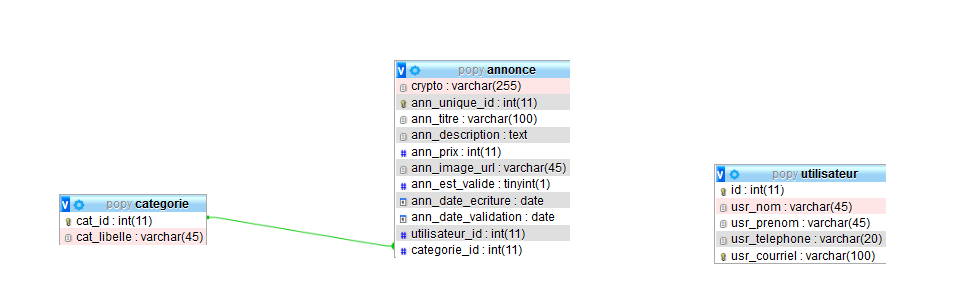 popy categorie
cat_id : int(11)
cat_libelle : varchar(45)
popy annonce
crypto : varchar(255)
ann_unique_id : int(11)
ann_titre : varchar(100)
ann_description : text
ann_prix : int(11)
ann_image_url : varchar(45)
ann_est_valide : tinyint(1)
ann_date_ecriture : date
ann_date_validation : date
utilisateur_id : int(11)
categorie_id : int(11)
popy utilisateur
id : int(11)
usr_nom : varchar(45)
usr_prenom : varchar(45)
usr_telephone : varchar(20)
usr_courriel : varchar(100)